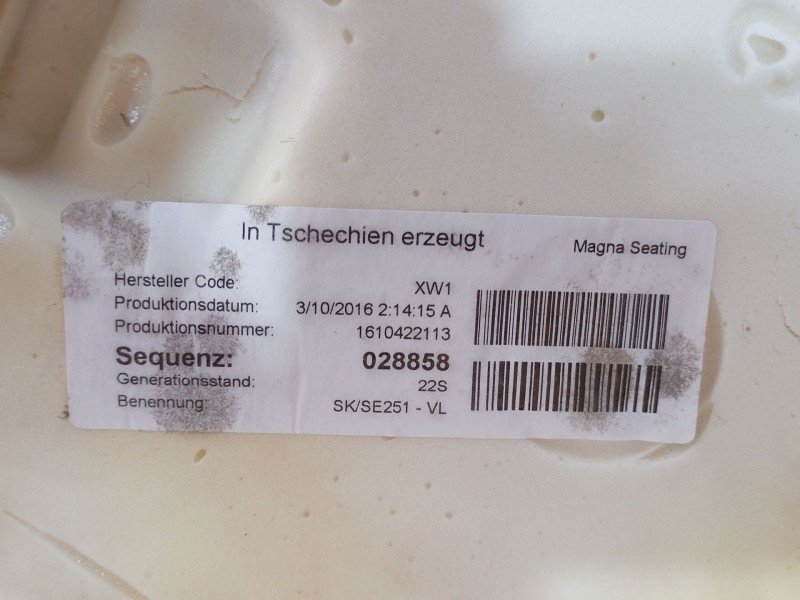 In Tschechien erzeugt
Magna Seating
Hersteller Code: XW1
Produktionsdatum: 3/10/2016 2:14:15 A
Produktionsnummer: 1610422113
Sequenz: 028858
Generationsstand: 22S
Benennung: SK/SE251 - VL